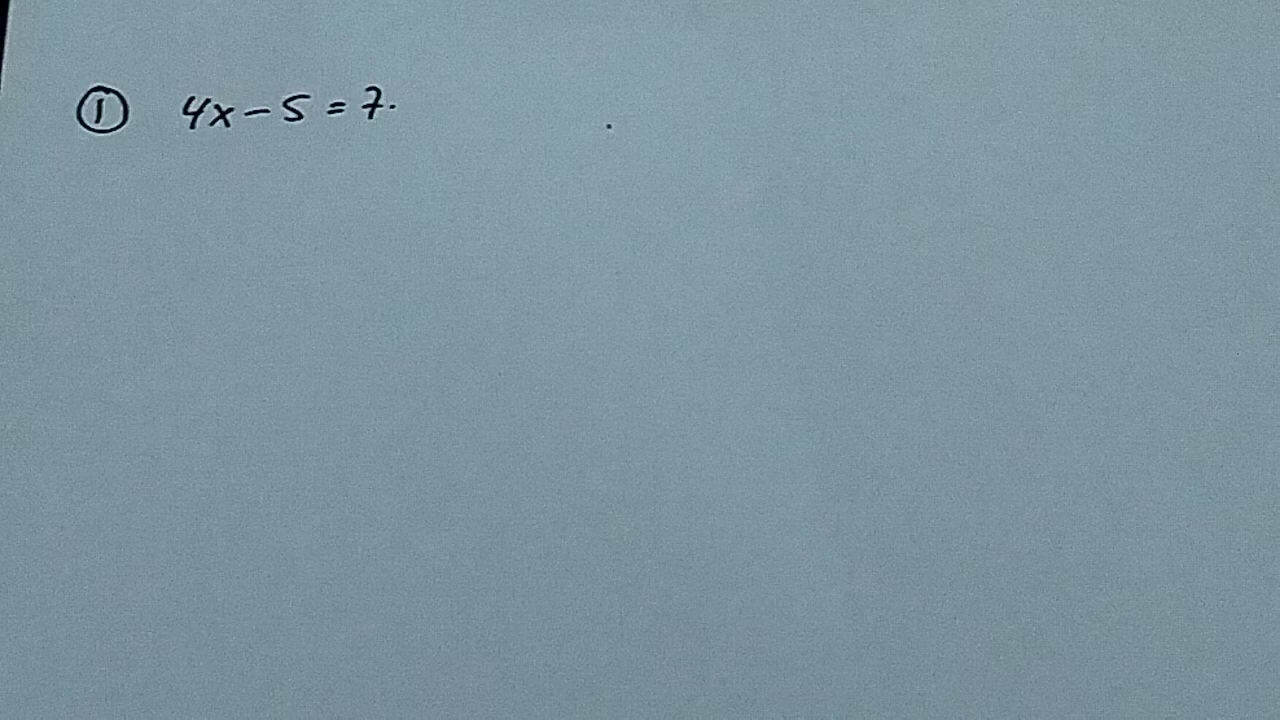 ① 4x - 5 = 7.